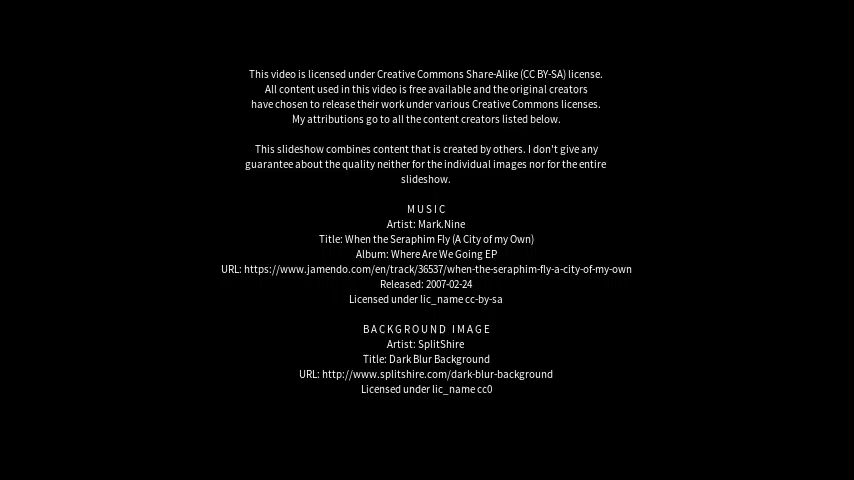 This video is licensed under Creative Commons Share-Alike (CC BY-SA) license.
All content used in this video is free available and the original creators
have chosen to release their work under various Creative Commons licenses.
My attributions go to all the content creators listed below.
This slideshow combines content that is created by others. I don't give any
guarantee about the quality neither for the individual images nor for the entire
slideshow.
M U S I C
Artist: Mark.Nine
Title: When the Seraphim Fly (A City of my Own)
Album: Where Are We Going EP
URL: https://www.jamendo.com/en/track/36537/when-the-seraphim-fly-a-city-of-my-own
Released: 2007-02-24
Licensed under lic_name cc-by-sa
B A C K G R O U N D   I M A G E
Artist: SplitShire
Title: Dark Blur Background
URL: http://www.splitshire.com/dark-blur-background
Licensed under lic_name cc0